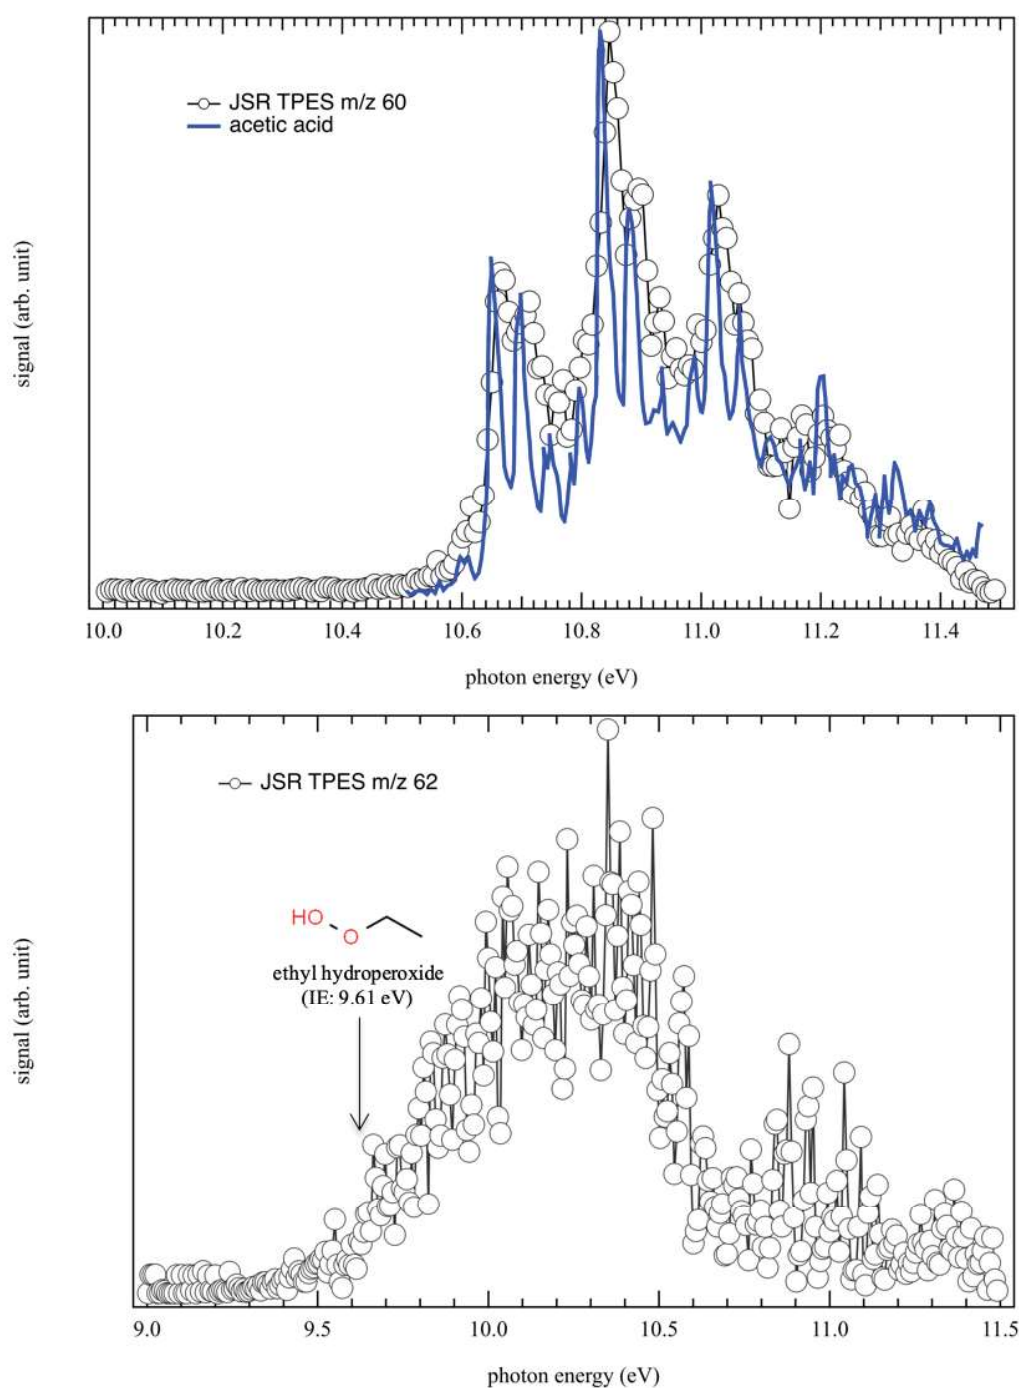 JSR TPES m/z 60
acetic acid
signal (arb. unit)
10.0 10.2 10.4 10.6 10.8 11.0 11.2 11.4
photon energy (eV)
JSR TPES m/z 62
HO
O
ethyl hydroperoxide
(IE: 9.61 eV)
signal (arb. unit)
9.0 9.5 10.0 10.5 11.0 11.5
photon energy (eV)